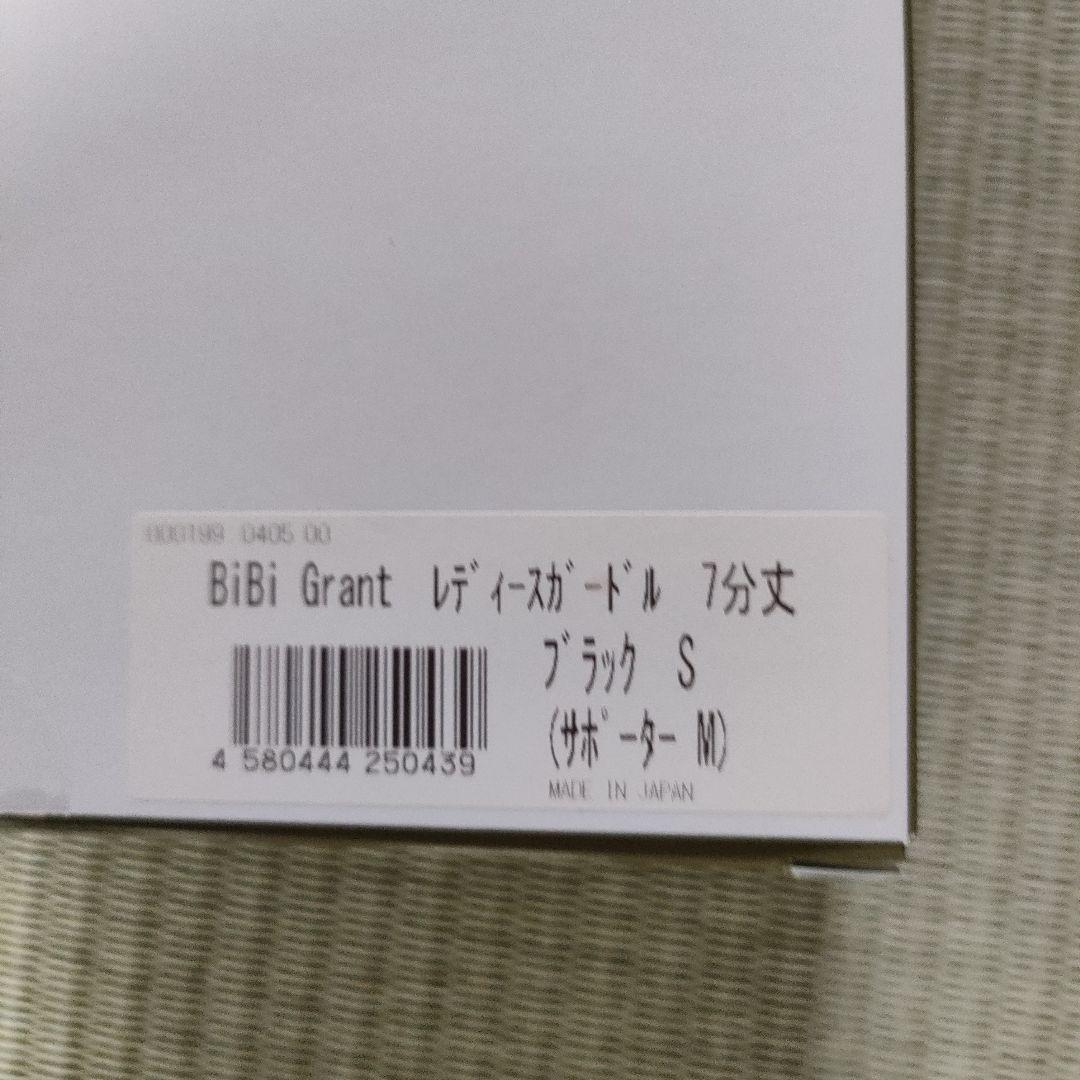 000199 0405 00
BiBi Grant ﾚﾃﾞｨｰｽｶﾞｰﾄﾞﾙ 7分丈
ﾌﾞﾗｯｸ S
(ｻﾎﾟｰﾀｰ M)
4 580444 250439
MADE IN JAPAN